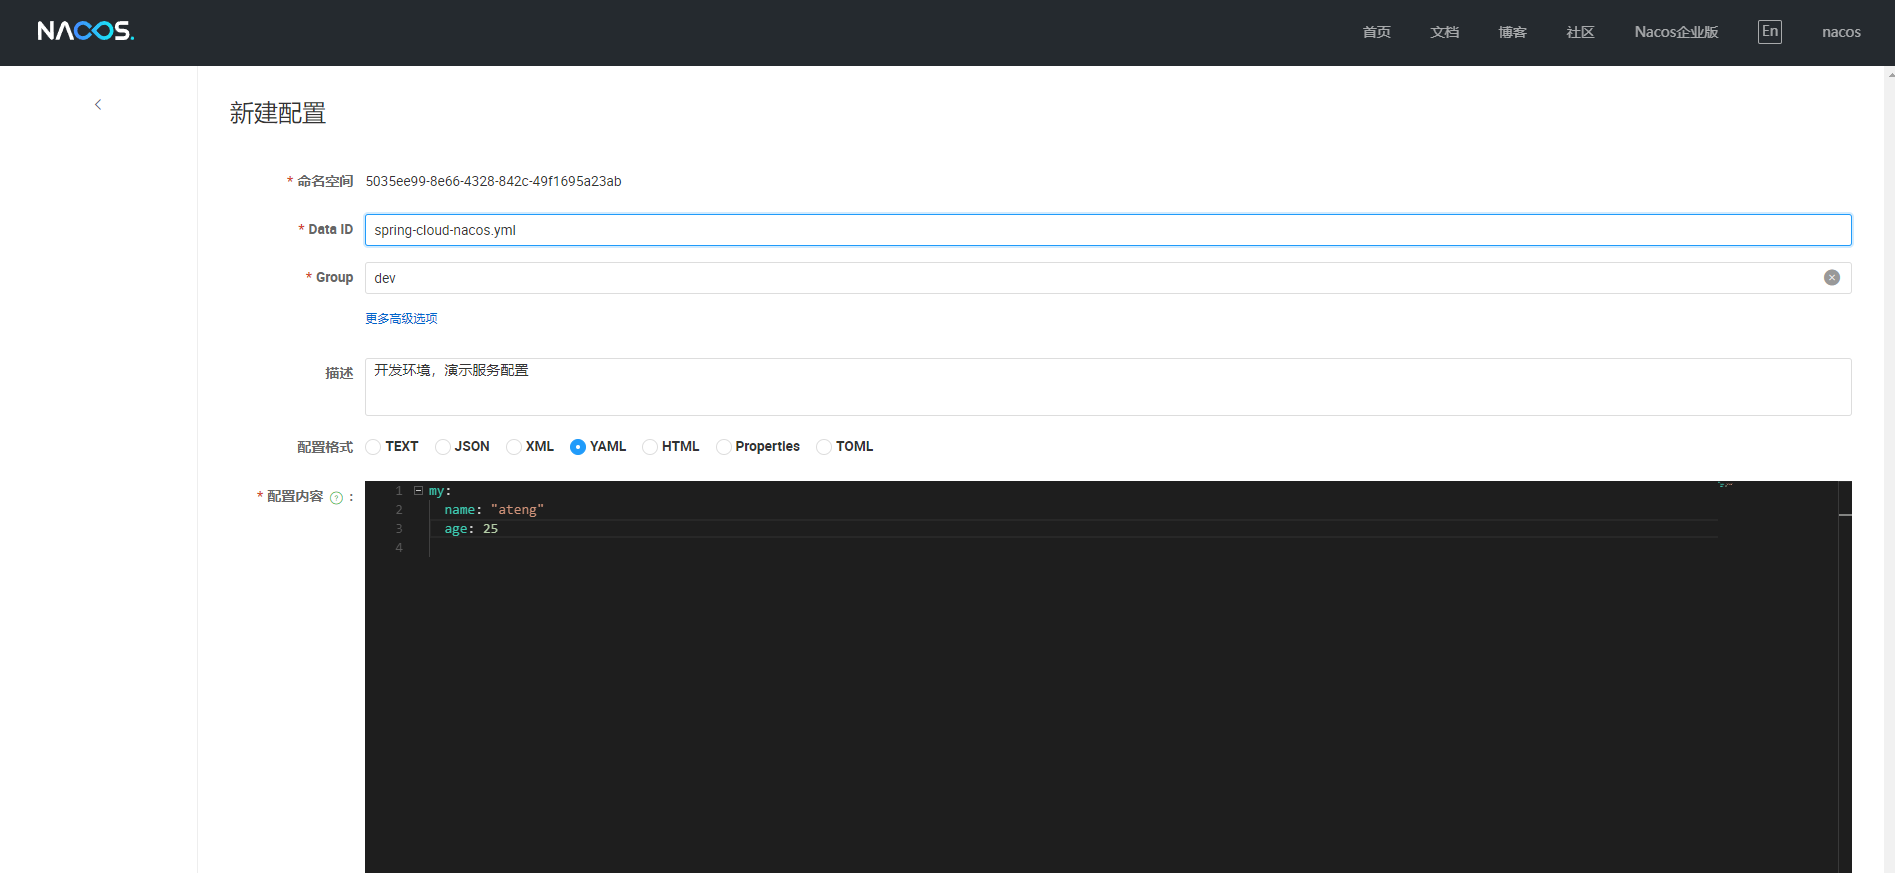 NACOS.
首页 文档 博客 社区 Nacos企业版 En nacos
新建配置
* 命名空间 5035ee99-8e66-4328-842c-49f1695a23ab
* Data ID spring-cloud-nacos.yml
* Group dev
更多高级选项
描述 开发环境，演示服务配置
配置格式 TEXT JSON XML YAML HTML Properties TOML
* 配置内容 ? :
1 my:
2 name: "ateng"
3 age: 25
4